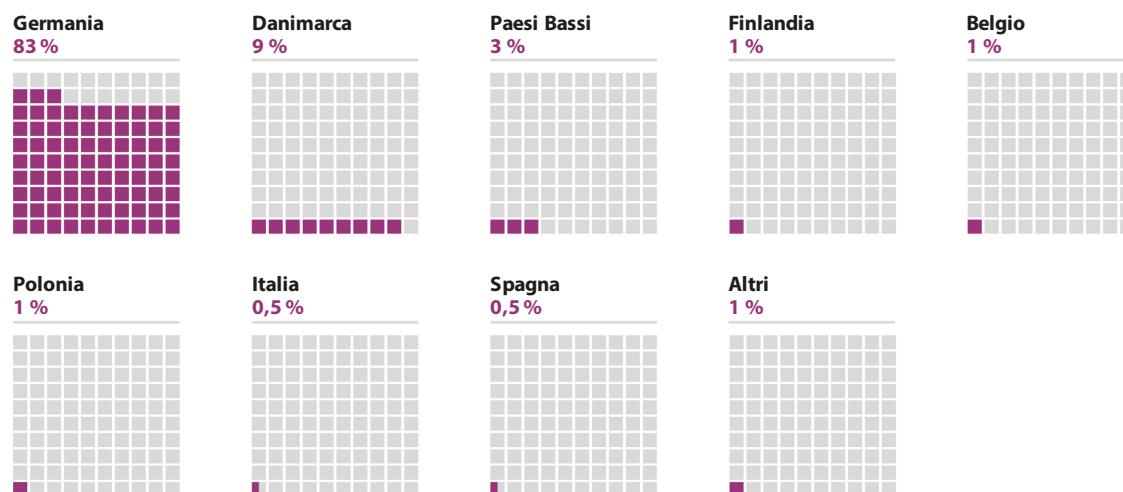 Germania
83 %
Danimarca
9 %
Paesi Bassi
3 %
Finlandia
1 %
Belgio
1 %
Polonia
1 %
Italia
0,5 %
Spagna
0,5 %
Altri
1 %